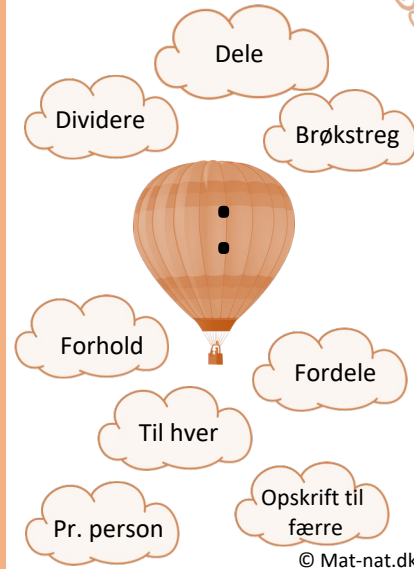 Dele
Dividere
Brøkstreg
:
Forhold
Fordele
Til hver
Opskrift til
færre
Pr. person
© Mat-nat.dk